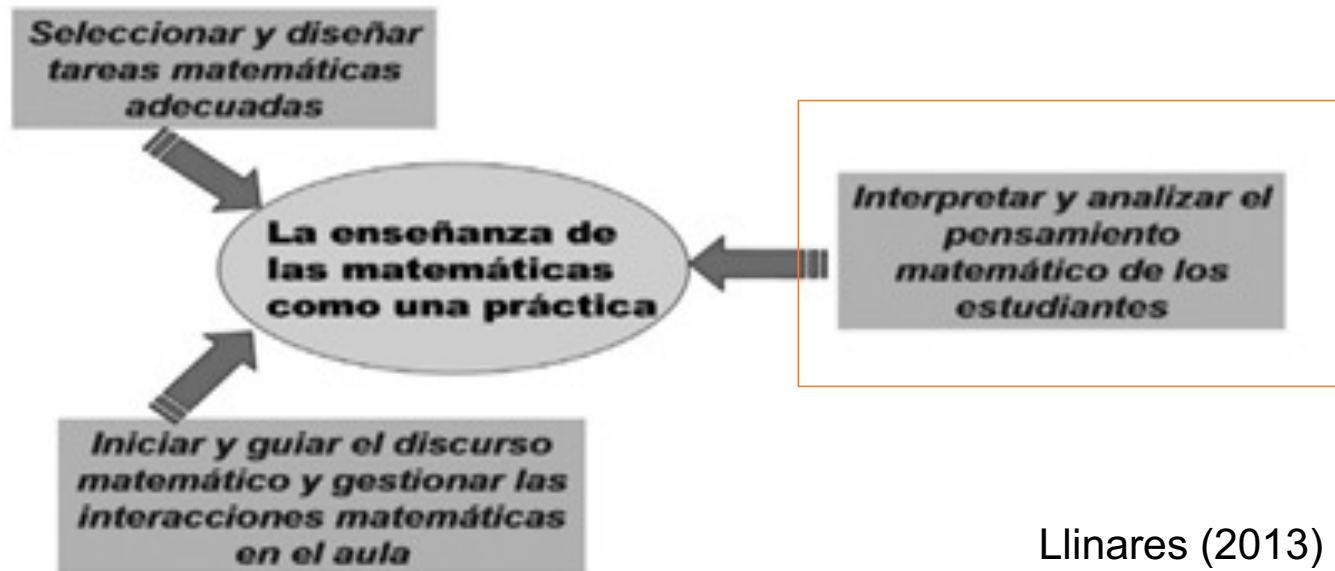 Seleccionar y diseñar
tareas matemáticas
adecuadas
La enseñanza de
las matemáticas
como una práctica
Interpretar y analizar el
pensamiento
matemático de los
estudiantes
Iniciar y guiar el discurso
matemático y gestionar las
interacciones matemáticas
en el aula
Llinares (2013)